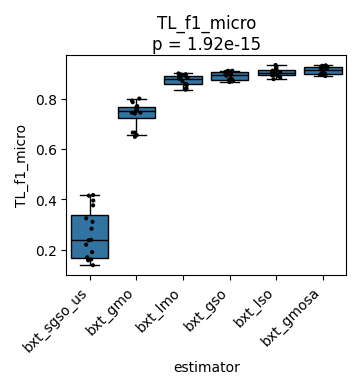 TL_f1_micro
p = 1.92e-15
TL_f1_micro
0.8
0.6
0.4
0.2
bxt_sgso_us
bxt_gmo
bxt_lmo
bxt_gso
bxt_lso
bxt_gmosa
estimator